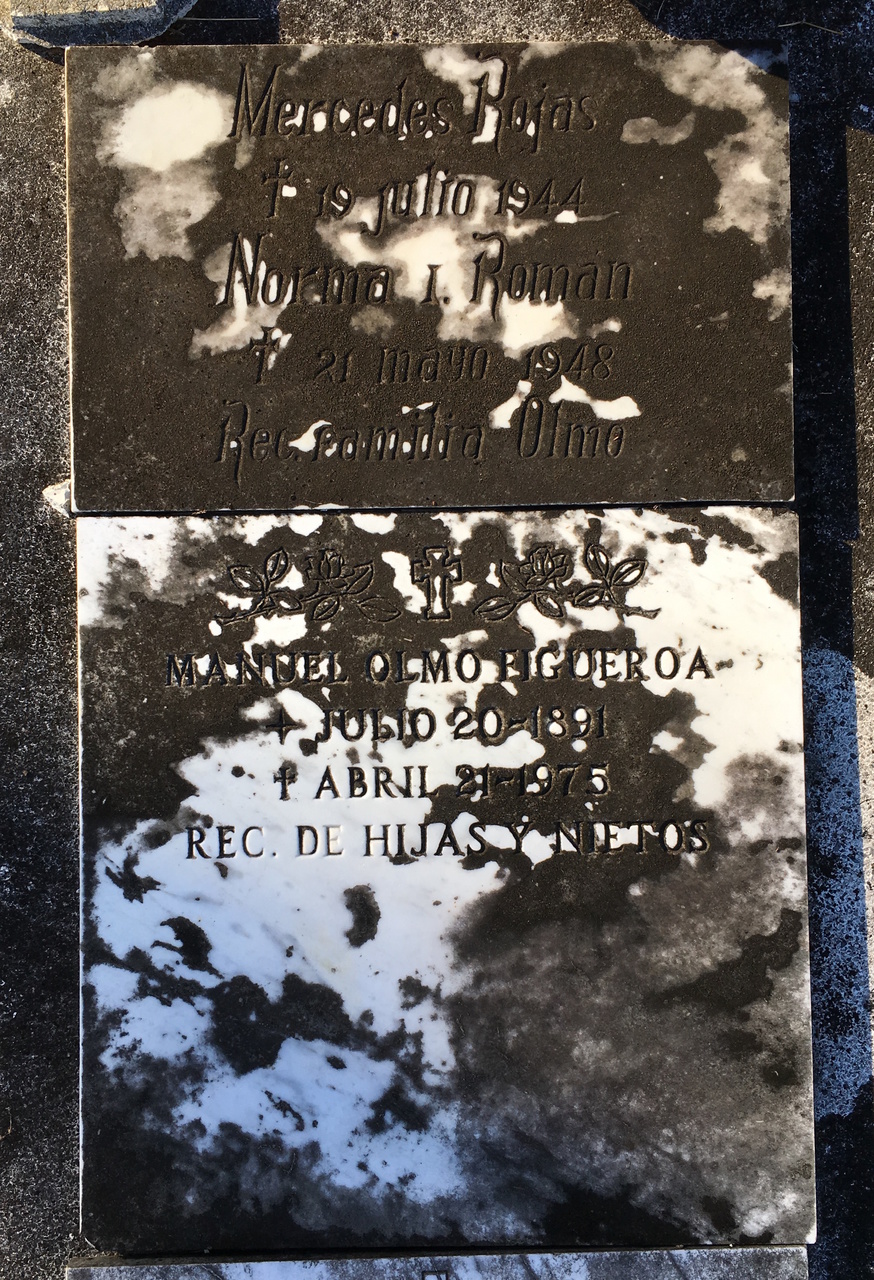 Mercedes Rojas
† 19 julio 1944
Norma I. Román
† 21 mayo 1948
Rec. Familia Olmo
MANUEL OLMO FIGUEROA
+ JULIO 20-1891
† ABRIL 21-1975
REC. DE HIJAS Y NIETOS